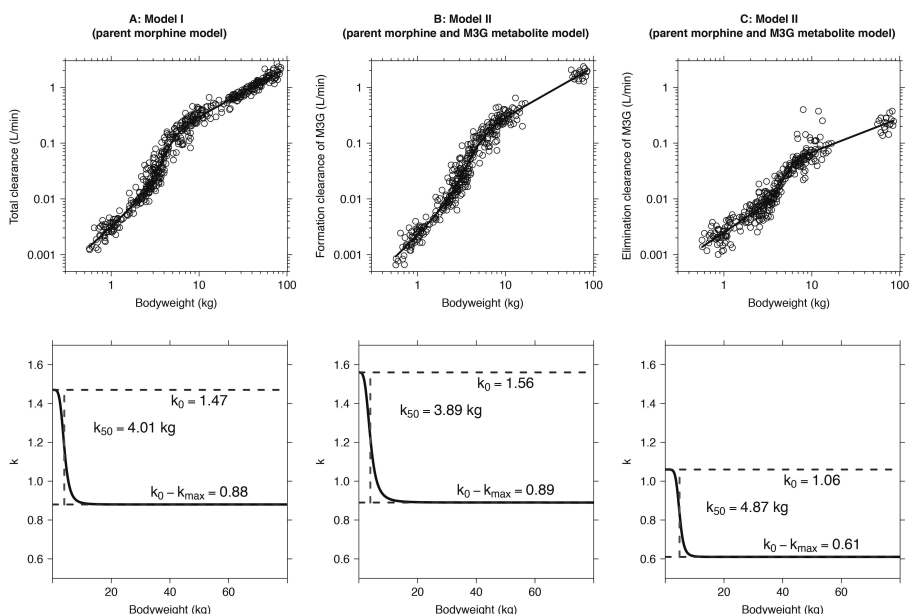 A: Model I
(parent morphine model)
B: Model II
(parent morphine and M3G metabolite model)
C: Model II
(parent morphine and M3G metabolite model)
Total clearance (L/min)
1
0.1
0.01
0.001
1
10
100
Bodyweight (kg)
Formation clearance of M3G (L/min)
1
0.1
0.01
0.001
1
10
100
Bodyweight (kg)
Elimination clearance of M3G (L/min)
1
0.1
0.01
0.001
1
10
100
Bodyweight (kg)
k
1.6
1.4
1.2
1.0
0.8
0.6
k₀ = 1.47
k₅₀ = 4.01 kg
k₀ – kₘₐₓ = 0.88
20
40
60
Bodyweight (kg)
k
1.6
1.4
1.2
1.0
0.8
0.6
k₀ = 1.56
k₅₀ = 3.89 kg
k₀ – kₘₐₓ = 0.89
20
40
60
Bodyweight (kg)
k
1.6
1.4
1.2
1.0
0.8
0.6
k₀ = 1.06
k₅₀ = 4.87 kg
k₀ – kₘₐₓ = 0.61
20
40
60
Bodyweight (kg)